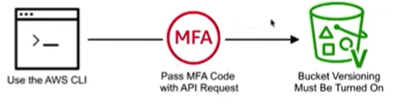 >_
MFA
Use the AWS CLI
Pass MFA Code
with API Request
Bucket Versioning
Must Be Turned On